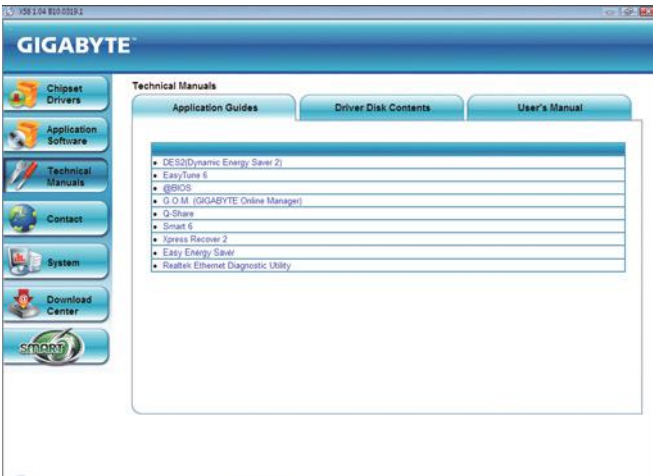 X58 1.04 B10.0319.1
GIGABYTE™
Chipset
Drivers
Application
Software
Technical
Manuals
Contact
System
Download
Center
SMART 6
Technical Manuals
Application Guides
Driver Disk Contents
User's Manual
• DES2(Dynamic Energy Saver 2)
• EasyTune 6
• @BIOS
• G.O.M. (GIGABYTE Online Manager)
• Q-Share
• Smart 6
• Xpress Recover 2
• Easy Energy Saver
• Realtek Ethernet Diagnostic Utility